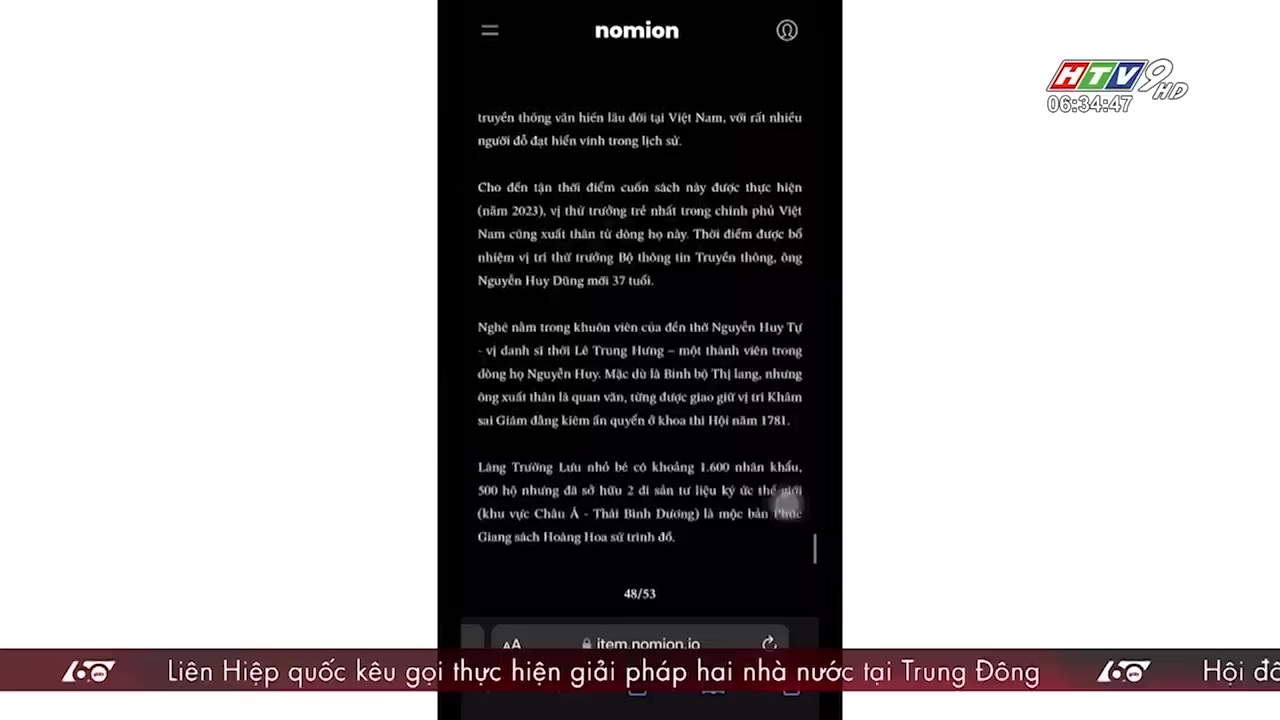 nomion
HTV9HD
06:34:47
truyền thống văn hiến lâu đời tại Việt Nam, với rất nhiều
người đỗ đạt hiển vinh trong lịch sử.
Cho đến tận thời điểm cuốn sách này được thực hiện
(năm 2023), vị thứ trưởng trẻ nhất trong chính phủ Việt
Nam cũng xuất thân từ dòng họ này. Thời điểm được bổ
nhiệm vị trí thứ trưởng Bộ thông tin Truyền thông, ông
Nguyễn Huy Dũng mới 37 tuổi.
Nghè nằm trong khuôn viên của đền thờ Nguyễn Huy Tự
- vị danh sĩ thời Lê Trung Hưng – một thành viên trong
dòng họ Nguyễn Huy. Mặc dù là Binh bộ Thị lang, nhưng
ông xuất thân là quan văn, từng được giao giữ vị trí Khâm
sai Giám đằng kiêm ấn quyển ở khoa thi Hội năm 1781.
Làng Trường Lưu nhỏ bé có khoảng 1.600 nhân khẩu,
500 hộ nhưng đã sở hữu 2 di sản tư liệu ký ức thế giới
(khu vực Châu Á - Thái Bình Dương) là mộc bản Phúc
Giang sách Hoàng Hoa sứ trình đồ.
48/53
AA item.nomion.io
60 giây Liên Hiệp quốc kêu gọi thực hiện giải pháp hai nhà nước tại Trung Đông 60 giây Hội đồ